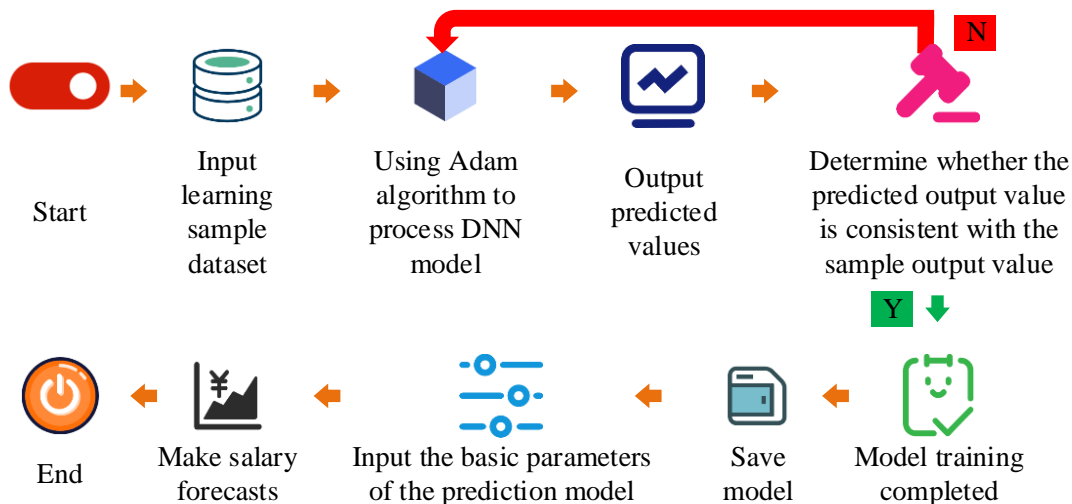 N
Start
Input
learning
sample
dataset
Using Adam
algorithm to
process DNN
model
Output
predicted
values
Determine whether the
predicted output value
is consistent with the
sample output value
Y
¥
End
Make salary
forecasts
Input the basic parameters
of the prediction model
Save
model
Model training
completed